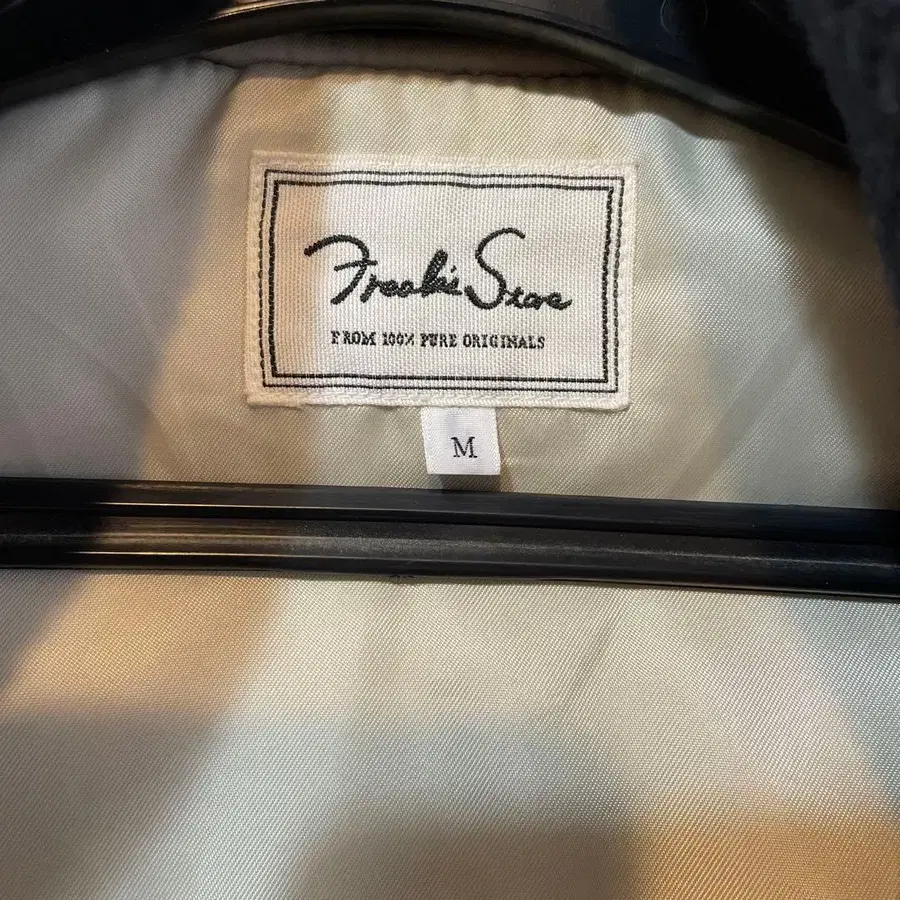 Freak's Store
FROM 100% PURE ORIGINALS
M